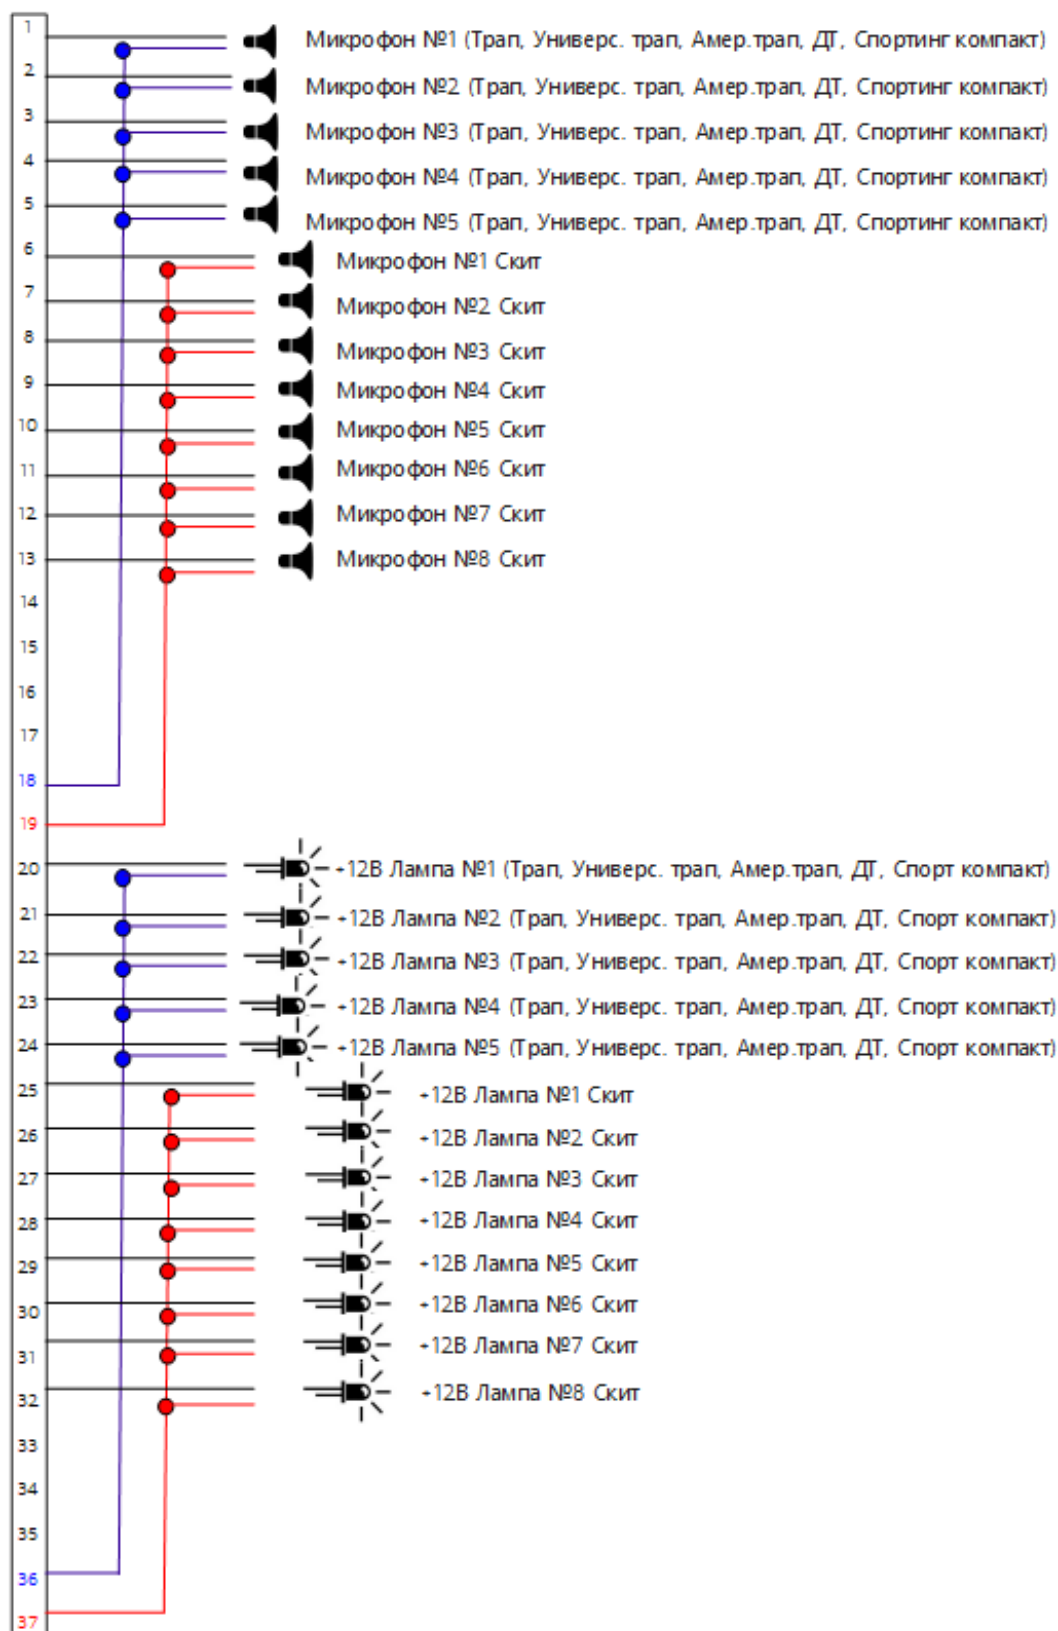 1
Микрофон №1 (Трап, Универс. трап, Амер.трап, ДТ, Спортинг компакт)
2
Микрофон №2 (Трап, Универс. трап, Амер.трап, ДТ, Спортинг компакт)
3
Микрофон №3 (Трап, Универс. трап, Амер.трап, ДТ, Спортинг компакт)
4
Микрофон №4 (Трап, Универс. трап, Амер.трап, ДТ, Спортинг компакт)
5
Микрофон №5 (Трап, Универс. трап, Амер.трап, ДТ, Спортинг компакт)
6
Микрофон №1 Скит
7
Микрофон №2 Скит
8
Микрофон №3 Скит
9
Микрофон №4 Скит
10
Микрофон №5 Скит
11
Микрофон №6 Скит
12
Микрофон №7 Скит
13
Микрофон №8 Скит
14
15
16
17
18
19
20
+12В Лампа №1 (Трап, Универс. трап, Амер.трап, ДТ, Спорт компакт)
21
+12В Лампа №2 (Трап, Универс. трап, Амер.трап, ДТ, Спорт компакт)
22
+12В Лампа №3 (Трап, Универс. трап, Амер.трап, ДТ, Спорт компакт)
23
+12В Лампа №4 (Трап, Универс. трап, Амер.трап, ДТ, Спорт компакт)
24
+12В Лампа №5 (Трап, Универс. трап, Амер.трап, ДТ, Спорт компакт)
25
+12В Лампа №1 Скит
26
+12В Лампа №2 Скит
27
+12В Лампа №3 Скит
28
+12В Лампа №4 Скит
29
+12В Лампа №5 Скит
30
+12В Лампа №6 Скит
31
+12В Лампа №7 Скит
32
+12В Лампа №8 Скит
33
34
35
36
37